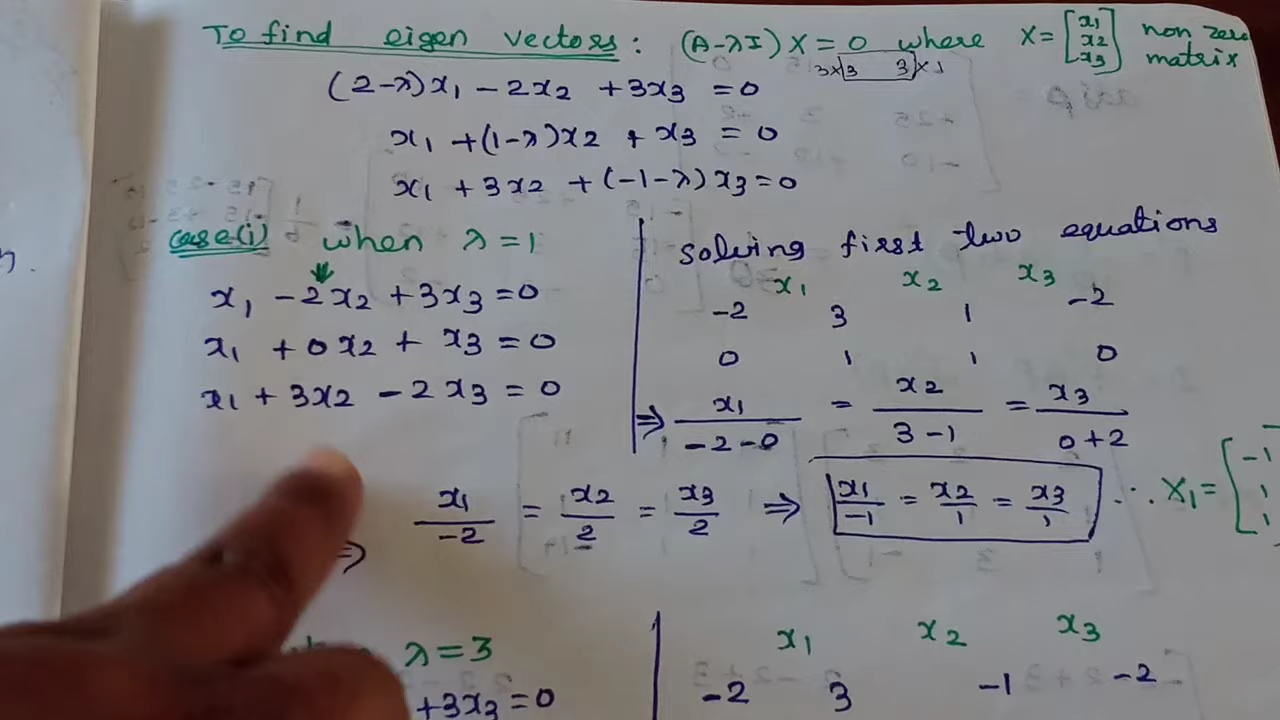 To find eigen vectors: (A-λI)X=0 where X=[x1 x2 x3] non zero matrix
3×3 3×1
(2-λ)x1 - 2x2 + 3x3 = 0
x1 + (1-λ)x2 + x3 = 0
x1 + 3x2 + (-1-λ)x3 = 0
case(i) when λ=1
x1 - 2x2 + 3x3 = 0
x1 + 0x2 + x3 = 0
x1 + 3x2 - 2x3 = 0
solving first two equations
x1 x2 x3
-2 3 1 -2
0 1 1 0
⇒ x1/(-2-0) = x2/(3-1) = x3/(0+2)
⇒ x1/-2 = x2/2 = x3/2 ⇒ x1/-1 = x2/1 = x3/1 ∴ X1 = [-1 1 1
λ=3
+3x3=0
x1 x2 x3
-2 3 -1 -2